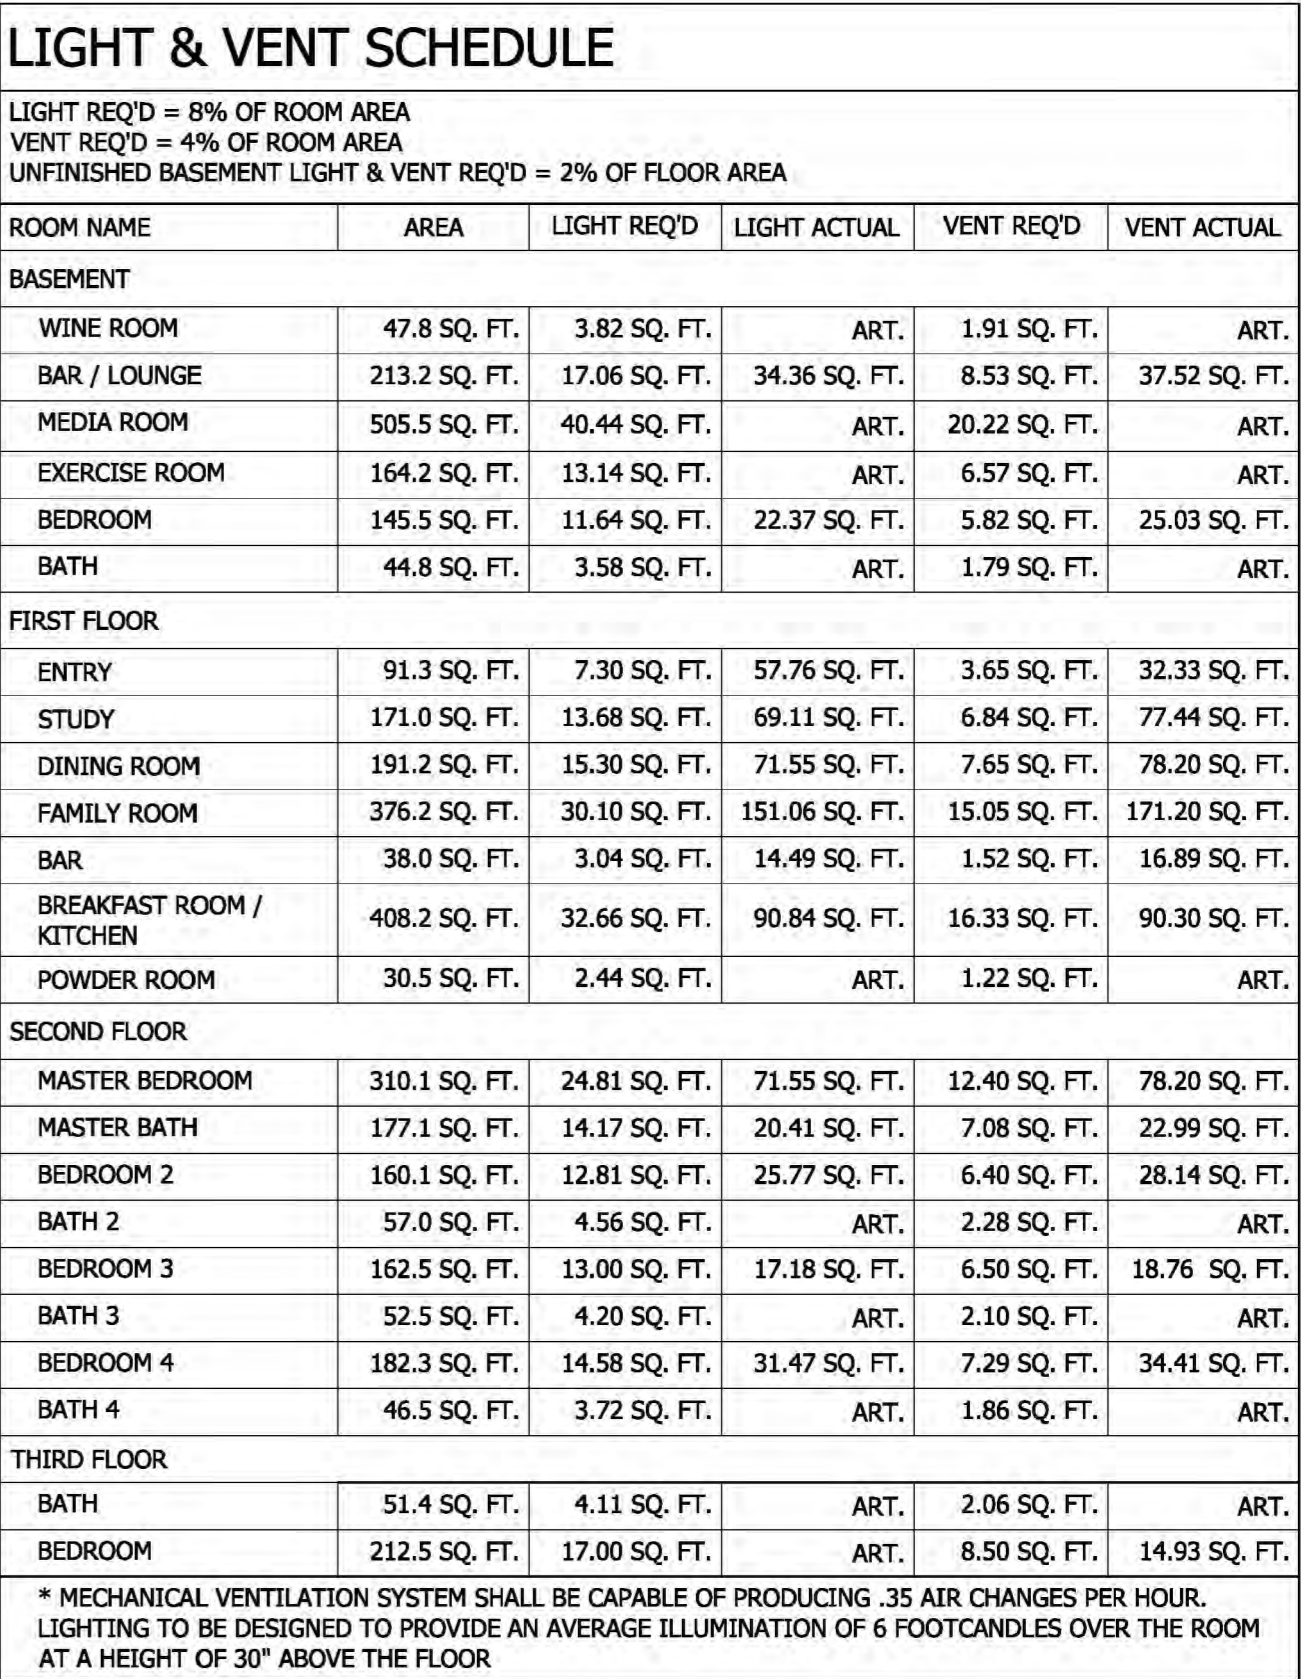 LIGHT & VENT SCHEDULE
LIGHT REQ'D = 8% OF ROOM AREA
VENT REQ'D = 4% OF ROOM AREA
UNFINISHED BASEMENT LIGHT & VENT REQ'D = 2% OF FLOOR AREA
ROOM NAME AREA LIGHT REQ'D LIGHT ACTUAL VENT REQ'D VENT ACTUAL
BASEMENT
WINE ROOM 47.8 SQ. FT. 3.82 SQ. FT. ART. 1.91 SQ. FT. ART.
BAR / LOUNGE 213.2 SQ. FT. 17.06 SQ. FT. 34.36 SQ. FT. 8.53 SQ. FT. 37.52 SQ. FT.
MEDIA ROOM 505.5 SQ. FT. 40.44 SQ. FT. ART. 20.22 SQ. FT. ART.
EXERCISE ROOM 164.2 SQ. FT. 13.14 SQ. FT. ART. 6.57 SQ. FT. ART.
BEDROOM 145.5 SQ. FT. 11.64 SQ. FT. 22.37 SQ. FT. 5.82 SQ. FT. 25.03 SQ. FT.
BATH 44.8 SQ. FT. 3.58 SQ. FT. ART. 1.79 SQ. FT. ART.
FIRST FLOOR
ENTRY 91.3 SQ. FT. 7.30 SQ. FT. 57.76 SQ. FT. 3.65 SQ. FT. 32.33 SQ. FT.
STUDY 171.0 SQ. FT. 13.68 SQ. FT. 69.11 SQ. FT. 6.84 SQ. FT. 77.44 SQ. FT.
DINING ROOM 191.2 SQ. FT. 15.30 SQ. FT. 71.55 SQ. FT. 7.65 SQ. FT. 78.20 SQ. FT.
FAMILY ROOM 376.2 SQ. FT. 30.10 SQ. FT. 151.06 SQ. FT. 15.05 SQ. FT. 171.20 SQ. FT.
BAR 38.0 SQ. FT. 3.04 SQ. FT. 14.49 SQ. FT. 1.52 SQ. FT. 16.89 SQ. FT.
BREAKFAST ROOM /
KITCHEN 408.2 SQ. FT. 32.66 SQ. FT. 90.84 SQ. FT. 16.33 SQ. FT. 90.30 SQ. FT.
POWDER ROOM 30.5 SQ. FT. 2.44 SQ. FT. ART. 1.22 SQ. FT. ART.
SECOND FLOOR
MASTER BEDROOM 310.1 SQ. FT. 24.81 SQ. FT. 71.55 SQ. FT. 12.40 SQ. FT. 78.20 SQ. FT.
MASTER BATH 177.1 SQ. FT. 14.17 SQ. FT. 20.41 SQ. FT. 7.08 SQ. FT. 22.99 SQ. FT.
BEDROOM 2 160.1 SQ. FT. 12.81 SQ. FT. 25.77 SQ. FT. 6.40 SQ. FT. 28.14 SQ. FT.
BATH 2 57.0 SQ. FT. 4.56 SQ. FT. ART. 2.28 SQ. FT. ART.
BEDROOM 3 162.5 SQ. FT. 13.00 SQ. FT. 17.18 SQ. FT. 6.50 SQ. FT. 18.76 SQ. FT.
BATH 3 52.5 SQ. FT. 4.20 SQ. FT. ART. 2.10 SQ. FT. ART.
BEDROOM 4 182.3 SQ. FT. 14.58 SQ. FT. 31.47 SQ. FT. 7.29 SQ. FT. 34.41 SQ. FT.
BATH 4 46.5 SQ. FT. 3.72 SQ. FT. ART. 1.86 SQ. FT. ART.
THIRD FLOOR
BATH 51.4 SQ. FT. 4.11 SQ. FT. ART. 2.06 SQ. FT. ART.
BEDROOM 212.5 SQ. FT. 17.00 SQ. FT. ART. 8.50 SQ. FT. 14.93 SQ. FT.
* MECHANICAL VENTILATION SYSTEM SHALL BE CAPABLE OF PRODUCING .35 AIR CHANGES PER HOUR.
LIGHTING TO BE DESIGNED TO PROVIDE AN AVERAGE ILLUMINATION OF 6 FOOTCANDLES OVER THE ROOM
AT A HEIGHT OF 30" ABOVE THE FLOOR